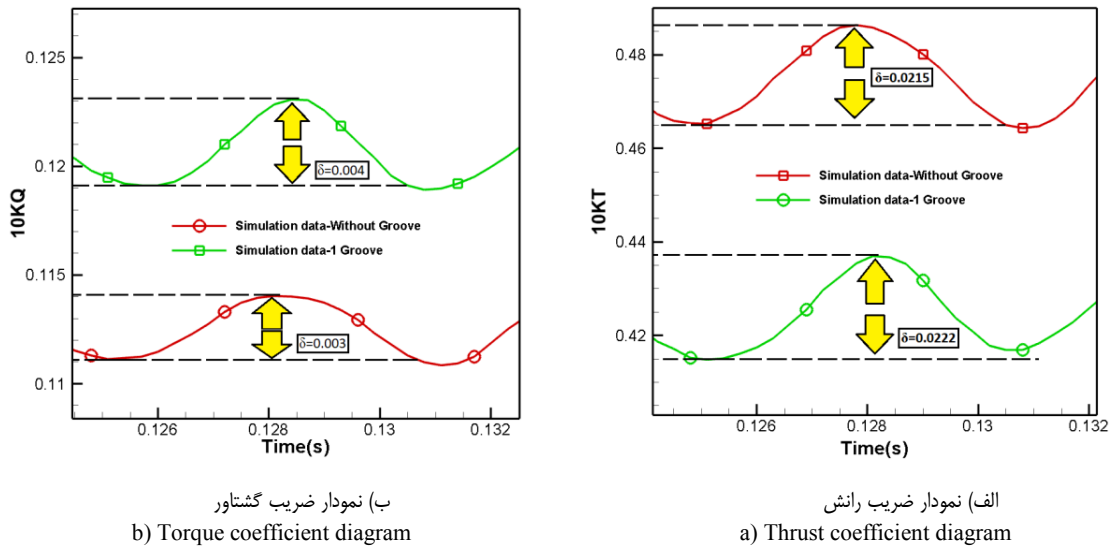 0.125
0.12
0.115
0.11
10KQ
δ=0.004
Simulation data-Without Groove
Simulation data-1 Groove
δ=0.003
0.126
0.128
0.13
0.132
Time(s)
ب) نمودار ضریب گشتاور
b) Torque coefficient diagram
0.48
0.46
0.44
0.42
10KT
δ=0.0215
Simulation data-Without Groove
Simulation data-1 Groove
δ=0.0222
0.126
0.128
0.13
0.132
Time(s)
الف) نمودار ضریب رانش
a) Thrust coefficient diagram